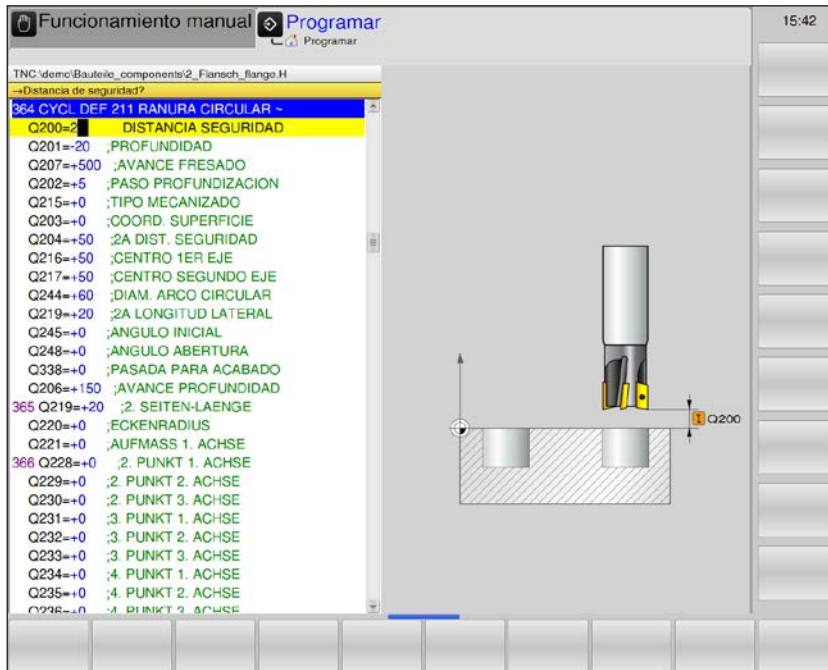 Funcionamiento manual
Programar
Programar
15:42
TNC:\demo\Bauteile_components\2_Flansch_flange.H
→Distancia de seguridad?
364 CYCL DEF 211 RANURA CIRCULAR ~
Q200=2 DISTANCIA SEGURIDAD
Q201=-20 ;PROFUNDIDAD
Q207=+500 ;AVANCE FRESADO
Q202=+5 ;PASO PROFUNDIZACION
Q215=+0 ;TIPO MECANIZADO
Q203=+0 ;COORD. SUPERFICIE
Q204=+50 ;2A DIST. SEGURIDAD
Q216=+50 ;CENTRO 1ER EJE
Q217=+50 ;CENTRO SEGUNDO EJE
Q244=+60 ;DIAM. ARCO CIRCULAR
Q219=+20 ;2A LONGITUD LATERAL
Q245=+0 ;ANGULO INICIAL
Q248=+0 ;ANGULO ABERTURA
Q338=+0 ;PASADA PARA ACABADO
Q206=+150 ;AVANCE PROFUNDIDAD
365 Q219=+20 ;2. SEITEN-LAENGE
Q220=+0 ;ECKENRADIUS
Q221=+0 ;AUFMASS 1. ACHSE
366 Q228=+0 ;2. PUNKT 1. ACHSE
Q229=+0 ;2. PUNKT 2. ACHSE
Q230=+0 ;2. PUNKT 3. ACHSE
Q231=+0 ;3. PUNKT 1. ACHSE
Q232=+0 ;3. PUNKT 2. ACHSE
Q233=+0 ;3. PUNKT 3. ACHSE
Q234=+0 ;4. PUNKT 1. ACHSE
Q235=+0 ;4. PUNKT 2. ACHSE
Q236=+0 ;4. PUNKT 3. ACHSE
Q200